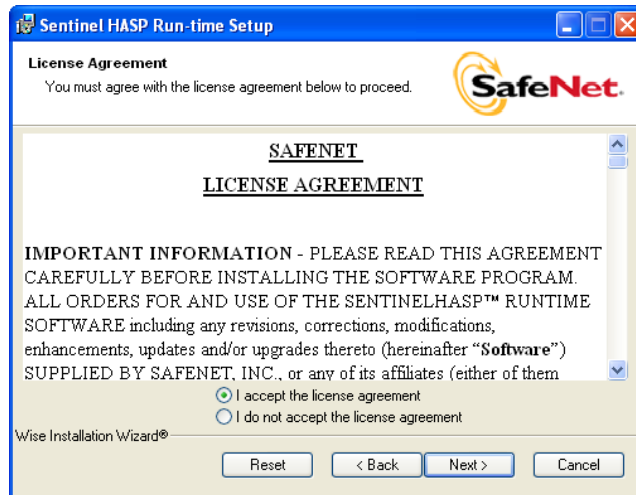 Sentinel HASP Run-time Setup
License Agreement
You must agree with the license agreement below to proceed.
SafeNet.
SAFENET
LICENSE AGREEMENT
IMPORTANT INFORMATION - PLEASE READ THIS AGREEMENT
CAREFULLY BEFORE INSTALLING THE SOFTWARE PROGRAM.
ALL ORDERS FOR AND USE OF THE SENTINELHASP™ RUNTIME
SOFTWARE including any revisions, corrections, modifications,
enhancements, updates and/or upgrades thereto (hereinafter “Software”)
SUPPLIED BY SAFENET, INC., or any of its affiliates (either of them
I accept the license agreement
I do not accept the license agreement
Wise Installation Wizard®
Reset
< Back
Next >
Cancel